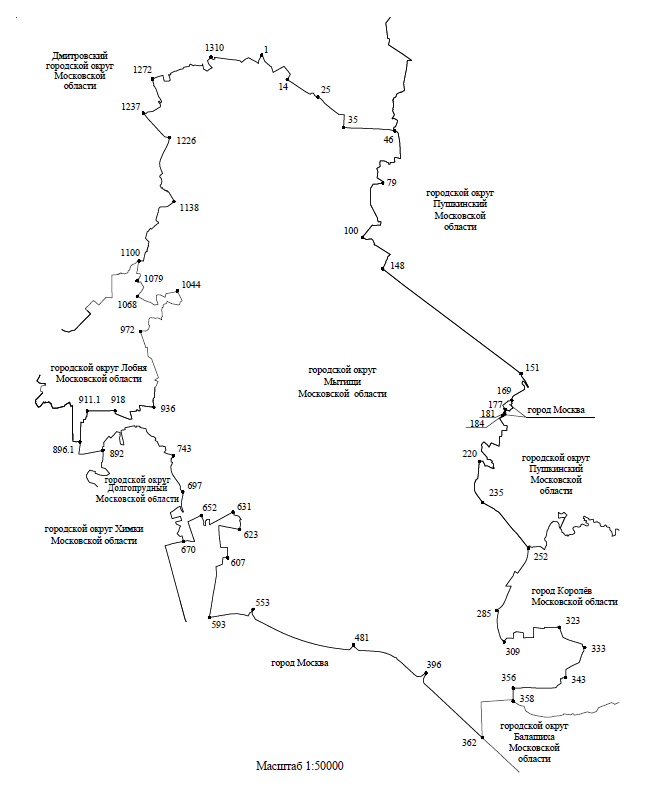 Дмитровский
городской округ
Московской
области
1310
1
1272
14
25
1237
35
46
1226
79
городской округ
Пушкинский
Московской
области
1138
100
148
1100
1079
1044
1068
972
городской округ Лобня
Московской области
городской округ
Мытищи
Московской области
151
169
177
181
184
город Москва
911.1
918
936
896.1
892
743
220
городской округ
Пушкинский
Московской
области
городской округ
Долгопрудный
Московской области
697
235
городской округ Химки
Московской области
652
631
623
670
607
252
город Королёв
Московской области
593
553
285
323
309
333
481
город Москва
396
356
343
358
362
городской округ
Балашиха
Московской
области
Масштаб 1:50000